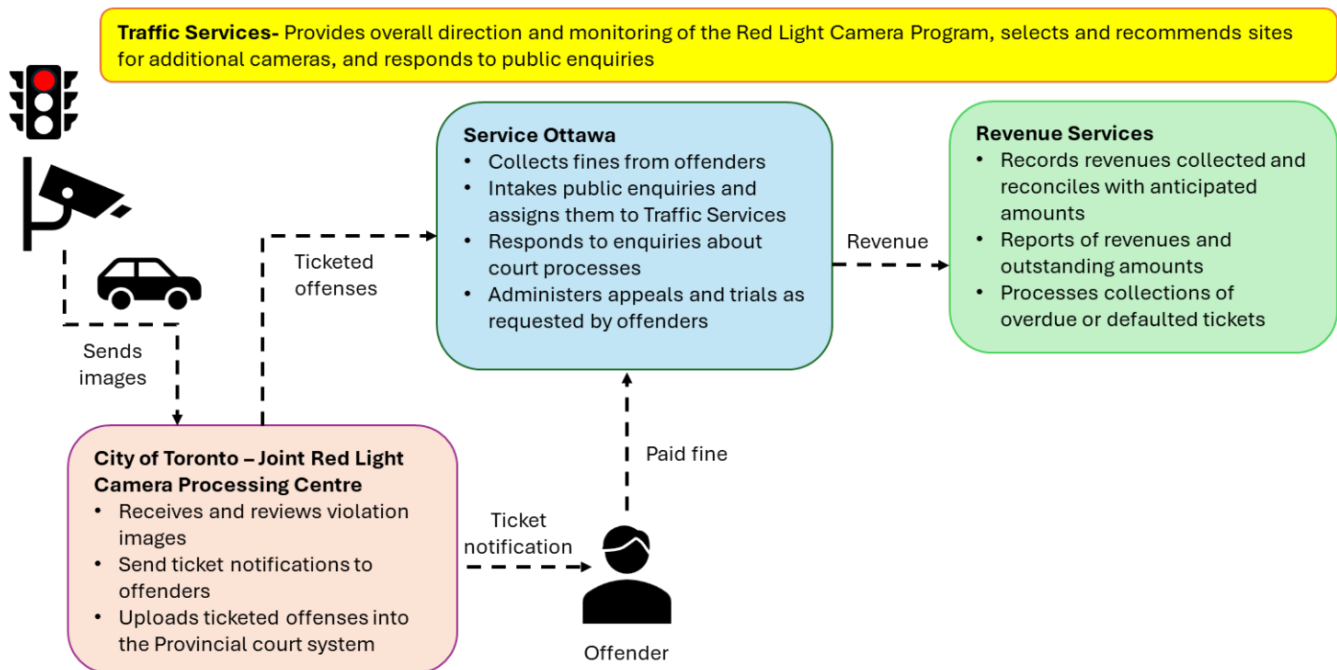 Traffic Services- Provides overall direction and monitoring of the Red Light Camera Program, selects and recommends sites
for additional cameras, and responds to public enquiries
Service Ottawa
• Collects fines from offenders
• Intakes public enquiries and
assigns them to Traffic Services
• Responds to enquiries about
court processes
• Administers appeals and trials as
requested by offenders
Revenue Services
• Records revenues collected and
reconciles with anticipated
amounts
• Reports of revenues and
outstanding amounts
• Processes collections of
overdue or defaulted tickets
Revenue
Ticketed
offenses
Sends
images
City of Toronto – Joint Red Light
Camera Processing Centre
• Receives and reviews violation
images
• Send ticket notifications to
offenders
• Uploads ticketed offenses into
the Provincial court system
Ticket
notification
Paid fine
Offender